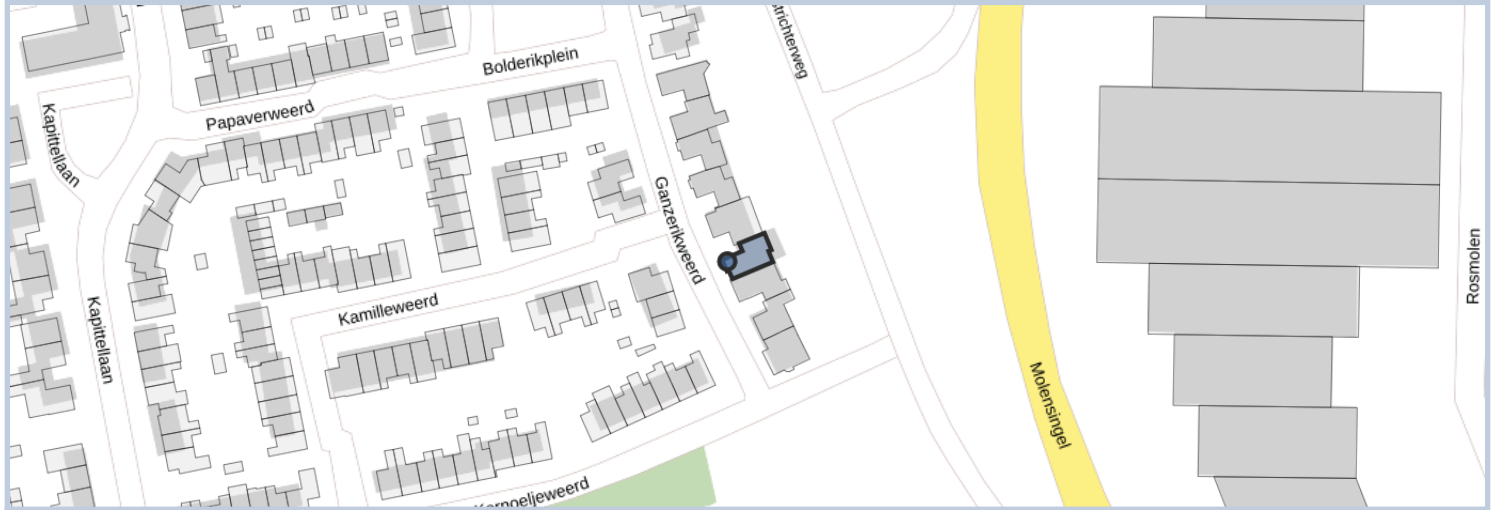 Bolderikplein
Papaverweerd
Kapittellaan
Ganzerikweerd
Rosmolen
Kamilleweerd
Kapittellaan
Molensingel